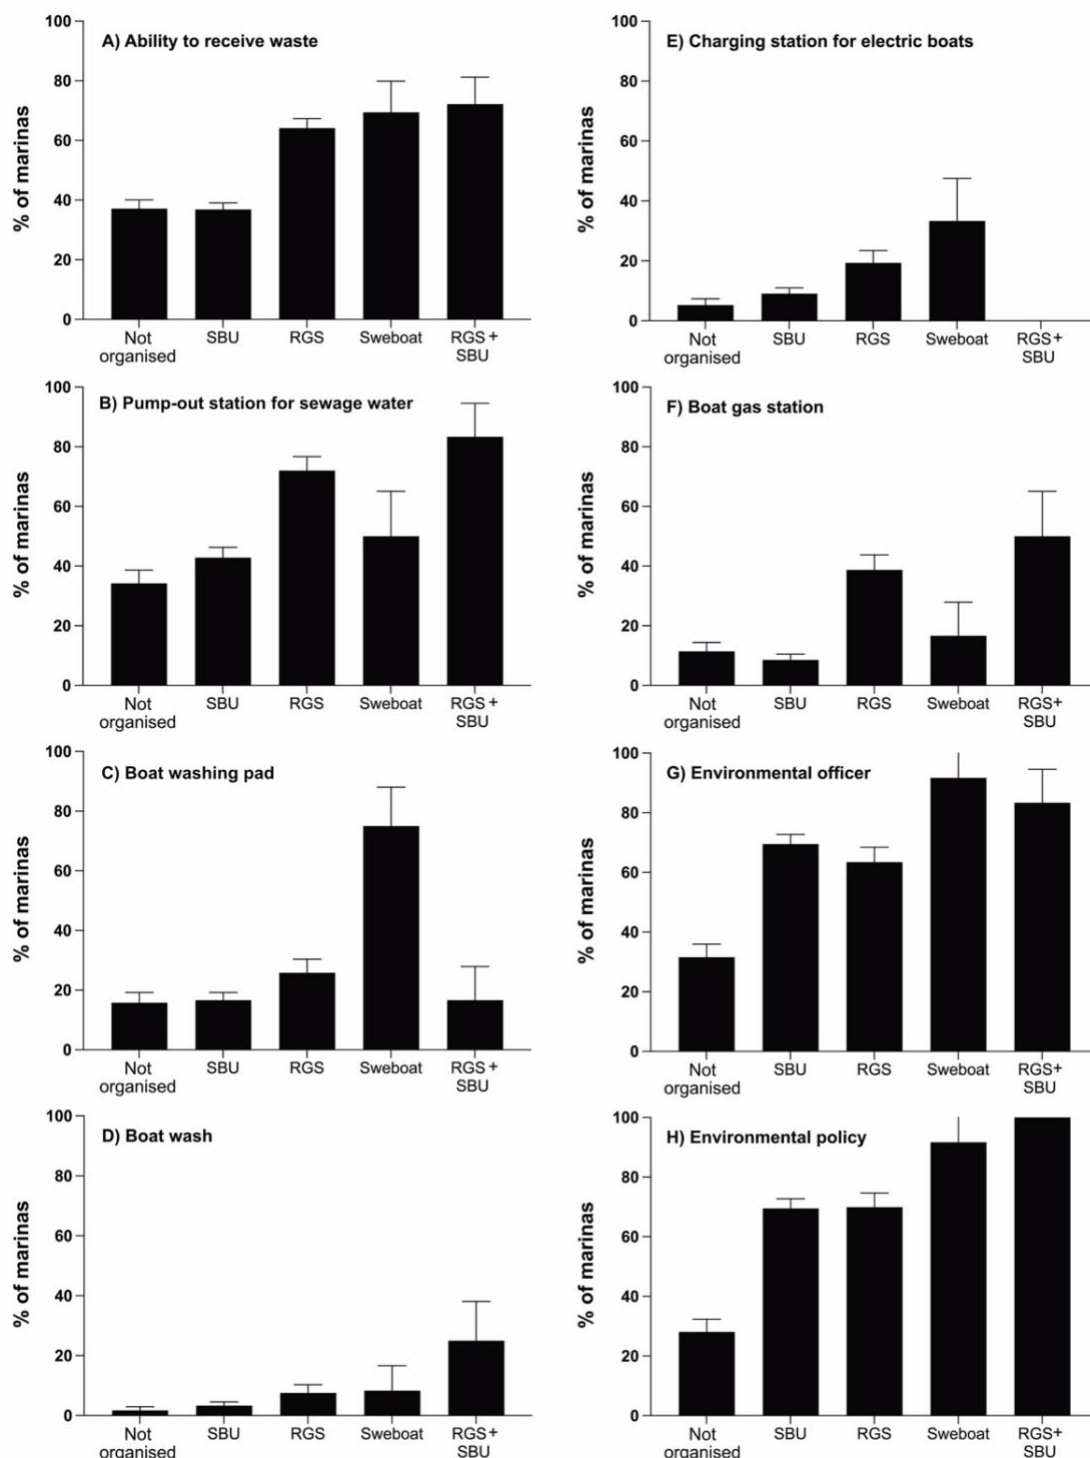 A) Ability to receive waste
% of marinas
100
80
60
40
20
0
Not organised
SBU
RGS
Sweboat
RGS + SBU
B) Pump-out station for sewage water
% of marinas
100
80
60
40
20
0
Not organised
SBU
RGS
Sweboat
RGS + SBU
C) Boat washing pad
% of marinas
100
80
60
40
20
0
Not organised
SBU
RGS
Sweboat
RGS + SBU
D) Boat wash
% of marinas
100
80
60
40
20
0
Not organised
SBU
RGS
Sweboat
RGS + SBU
E) Charging station for electric boats
% of marinas
100
80
60
40
20
0
Not organised
SBU
RGS
Sweboat
RGS + SBU
F) Boat gas station
% of marinas
100
80
60
40
20
0
Not organised
SBU
RGS
Sweboat
RGS+ SBU
G) Environmental officer
% of marinas
100
80
60
40
20
0
Not organised
SBU
RGS
Sweboat
RGS+ SBU
H) Environmental policy
% of marinas
100
80
60
40
20
0
Not organised
SBU
RGS
Sweboat
RGS+ SBU